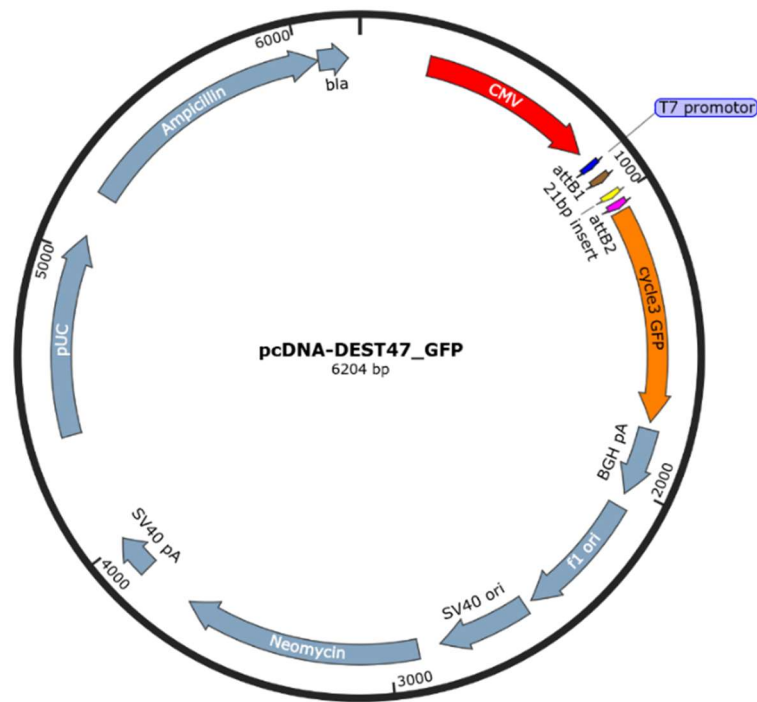 6000
bla
Ampicillin
CMV
T7 promotor
1000
attB1
21bp insert
attB2
cycle3 GFP
5000
pUC
pcDNA-DEST47_GFP
6204 bp
BGH pA
2000
f1 ori
SV40 ori
SV40 pA
4000
Neomycin
3000